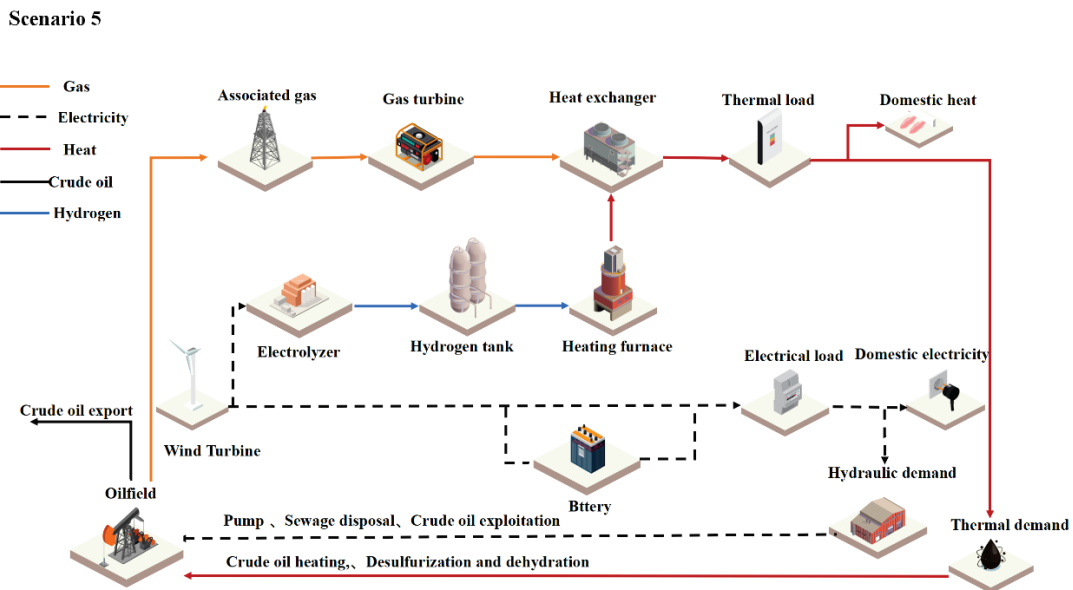 Scenario 5
Gas
Electricity
Heat
Crude oil
Hydrogen
Associated gas
Gas turbine
Heat exchanger
Thermal load
Domestic heat
Electrolyzer
Hydrogen tank
Heating furnace
Electrical load
Domestic electricity
Crude oil export
Wind Turbine
Oilfield
Bttery
Hydraulic demand
Pump 、Sewage disposal、Crude oil exploitation
Thermal demand
Crude oil heating,、Desulfurization and dehydration